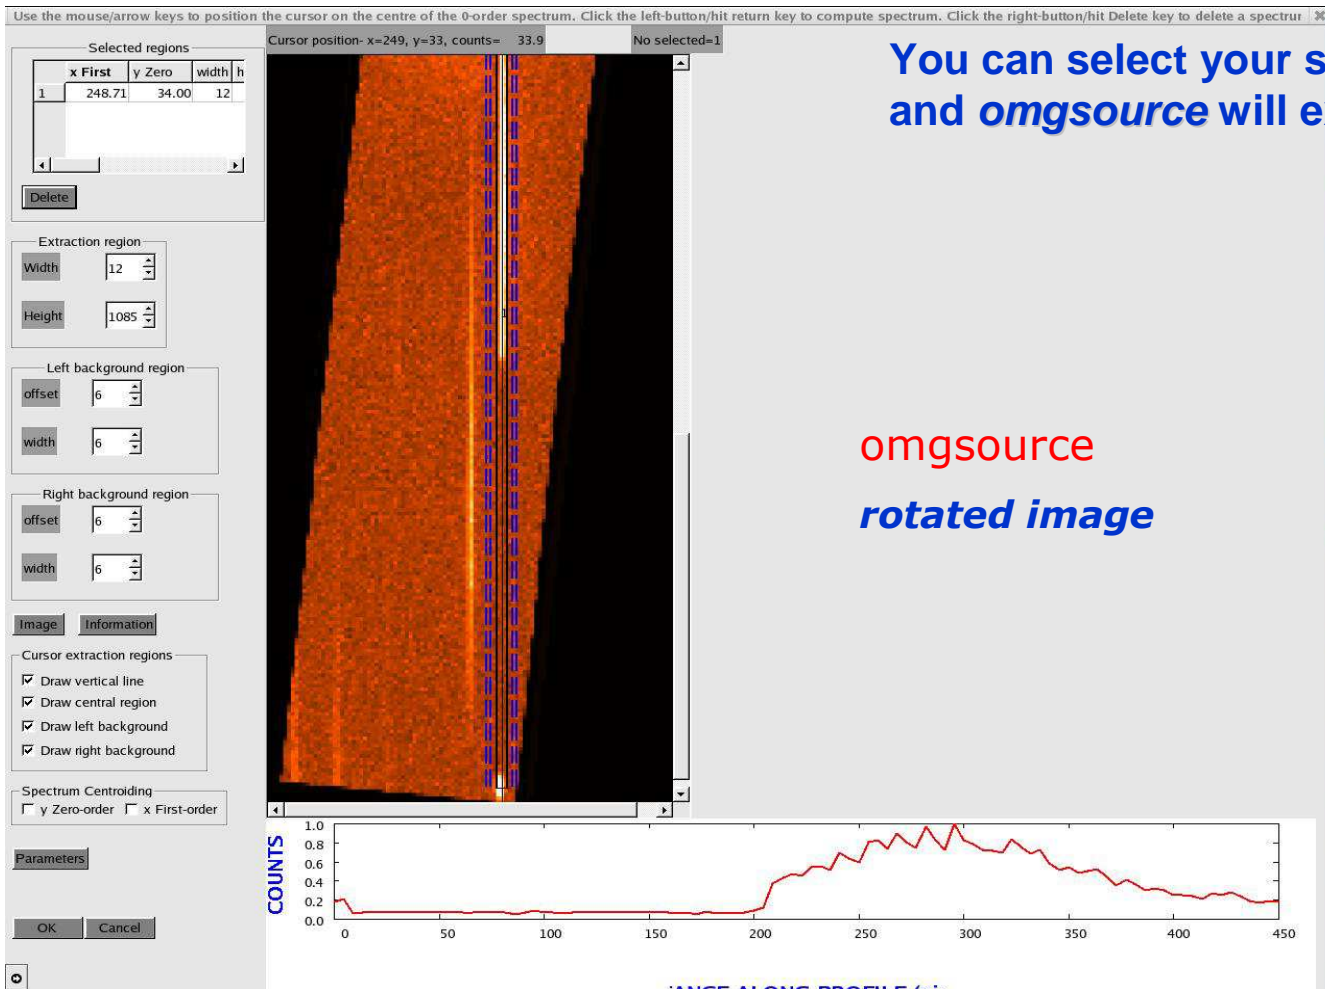 Use the mouse/arrow keys to position the cursor on the centre of the 0-order spectrum. Click the left-button/hit return key to compute spectrum. Click the right-button/hit Delete key to delete a spectrur
Selected regions
x First y Zero width h
1 248.71 34.00 12
Delete
Extraction region
Width 12
Height 1085
Left background region
offset 6
width 6
Right background region
offset 6
width 6
Image Information
Cursor extraction regions
Draw vertical line
Draw central region
Draw left background
Draw right background
Spectrum Centroiding
y Zero-order x First-order
Parameters
OK Cancel
Cursor position- x=249, y=33, counts= 33.9 No selected=1
1
You can select your s
and omgsource will e
omgsource
rotated image
COUNTS
1.0
0.8
0.6
0.4
0.2
0.0
0 50 100 150 200 250 300 350 400 450
ANCE ALONG PROFILE